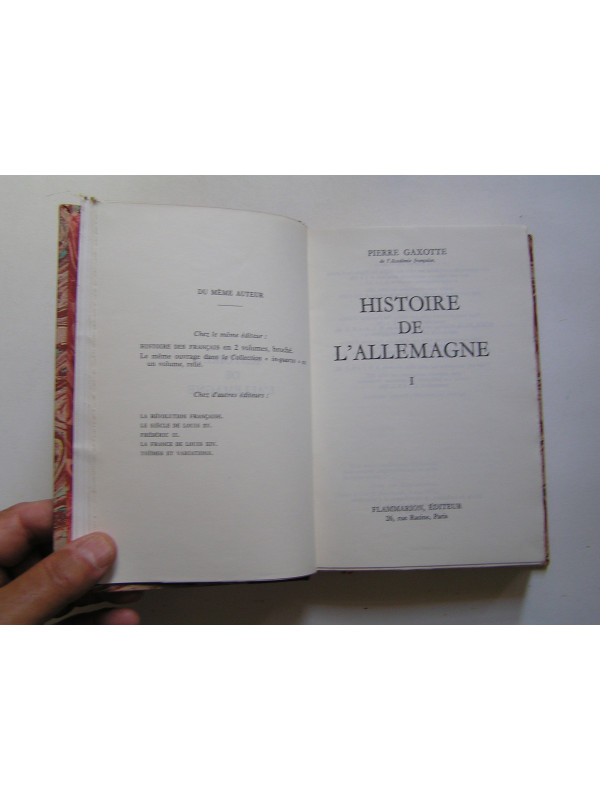 DU MÊME AUTEUR
Chez le même éditeur :
HISTOIRE DES FRANÇAIS en 2 volumes, broché.
Le même ouvrage dans la Collection « in-quarto » en
un volume, relié.
Chez d'autres éditeurs :
LA RÉVOLUTION FRANÇAISE.
LE SIÈCLE DE LOUIS XV.
FRÉDÉRIC II.
LA FRANCE DE LOUIS XIV.
THÈMES ET VARIATIONS.
PIERRE GAXOTTE
de l'Académie française
HISTOIRE
DE
L'ALLEMAGNE
I
FLAMMARION, ÉDITEUR
26, rue Racine, Paris